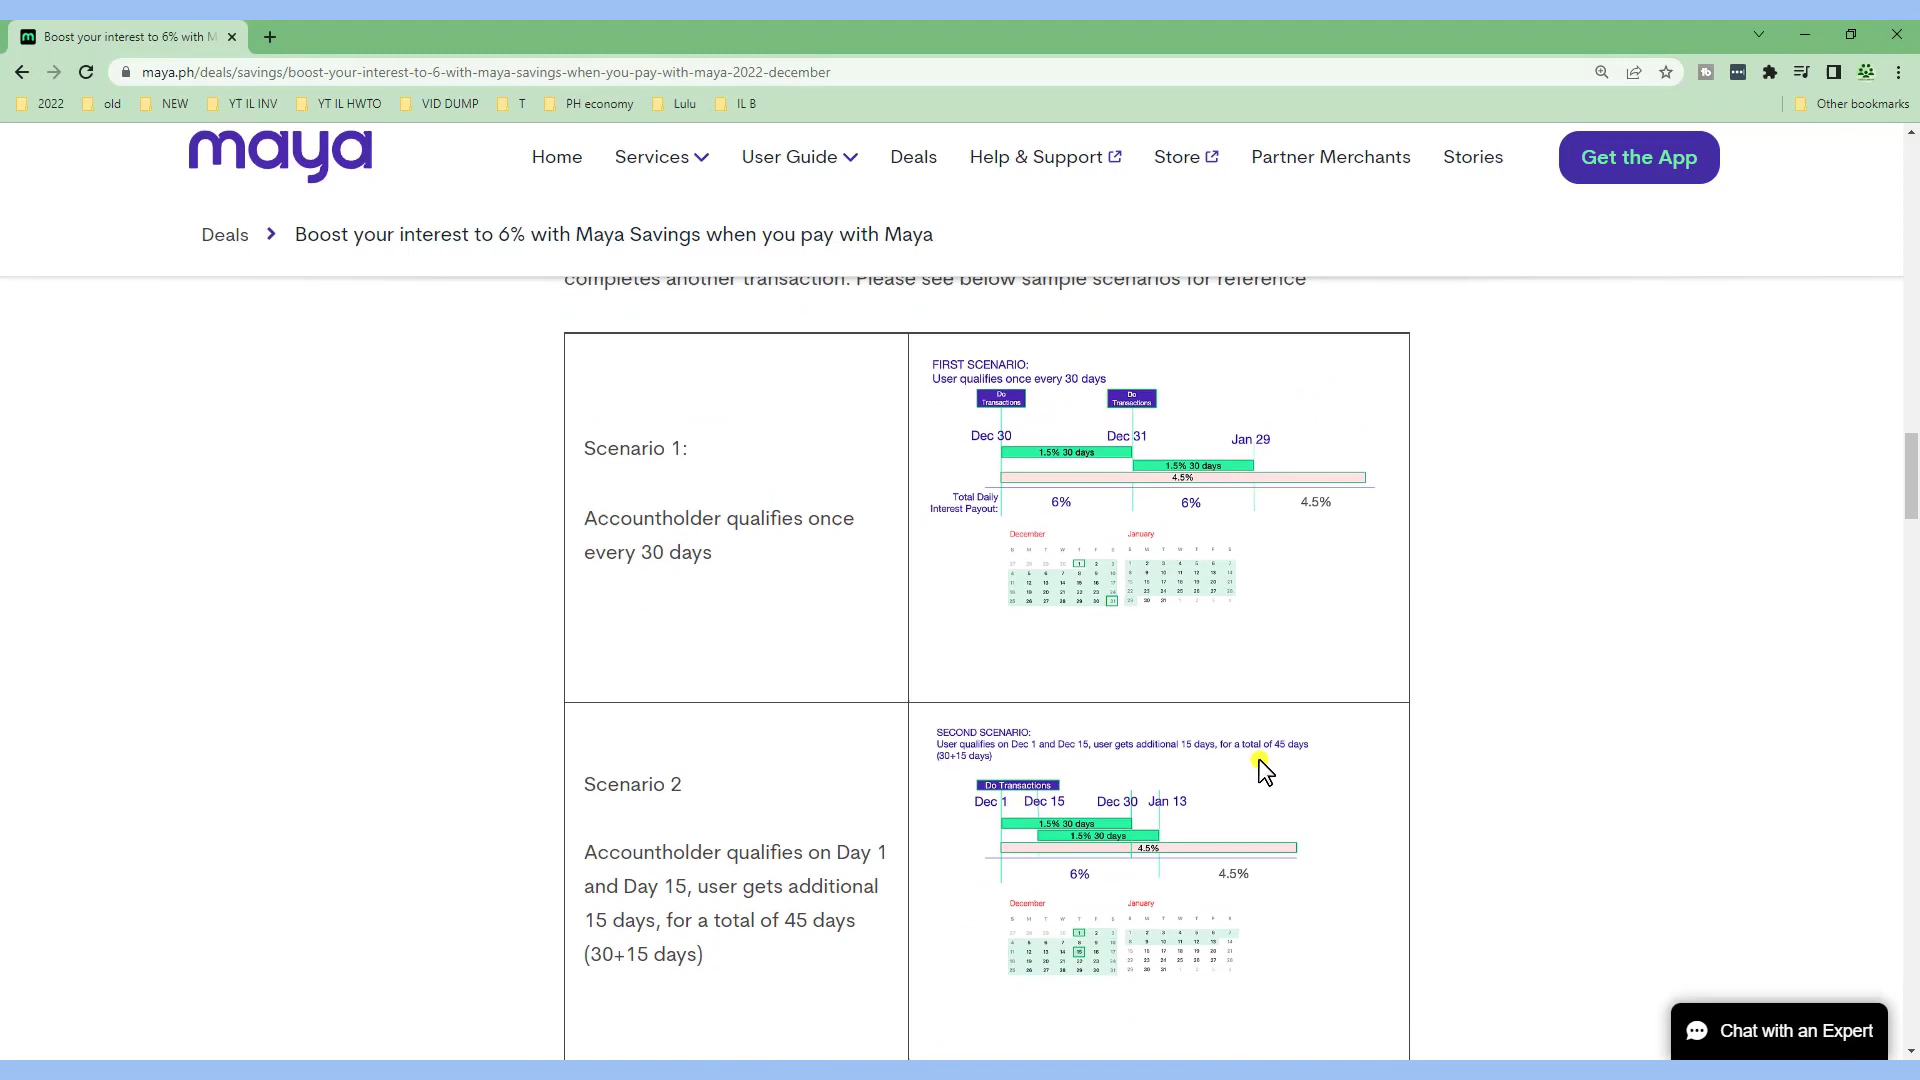 Boost your interest to 6% with M
maya.ph/deals/savings/boost-your-interest-to-6-with-maya-savings-when-you-pay-with-maya-2022-december
2022
old
NEW
YT IL INV
YT IL HWTO
VID DUMP
T
PH economy
Lulu
IL B
Other bookmarks
maya
Home
Services
User Guide
Deals
Help & Support
Store
Partner Merchants
Stories
Get the App
Deals
Boost your interest to 6% with Maya Savings when you pay with Maya
completes another transaction. Please see below sample scenarios for reference
Scenario 1:
Accountholder qualifies once
every 30 days
FIRST SCENARIO:
User qualifies once every 30 days
Do
Transactions
Do
Transactions
Dec 30
Dec 31
Jan 29
1.5% 30 days
1.5% 30 days
4.5%
Total Daily
Interest Payout:
6%
6%
4.5%
December
January
Scenario 2
Accountholder qualifies on Day 1
and Day 15, user gets additional
15 days, for a total of 45 days
(30+15 days)
SECOND SCENARIO:
User qualifies on Dec 1 and Dec 15, user gets additional 15 days, for a total of 45 days
(30+15 days)
Do Transactions
Dec 1
Dec 15
Dec 30
Jan 13
1.5% 30 days
1.5% 30 days
4.5%
6%
4.5%
December
January
Chat with an Expert